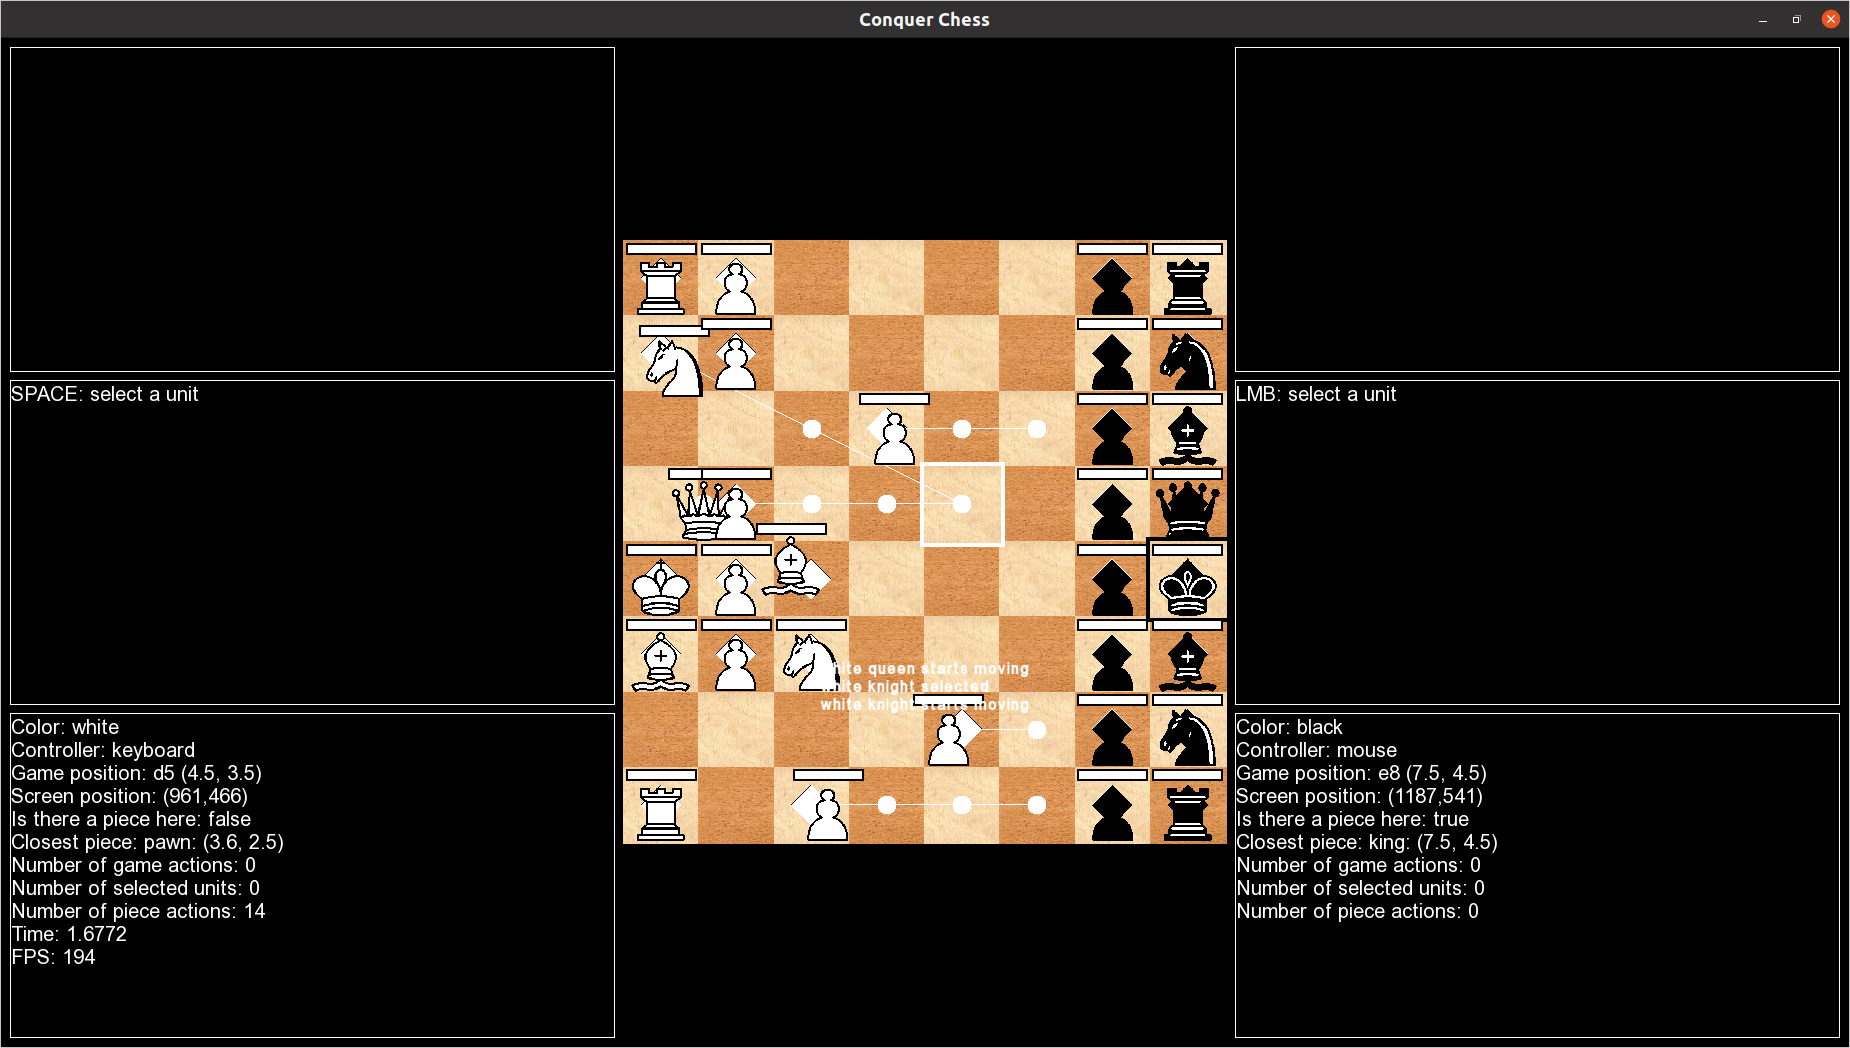 Conquer Chess
SPACE: select a unit
LMB: select a unit
white queen starts moving
white knight selected
white knight starts moving
Color: white
Controller: keyboard
Game position: d5 (4.5, 3.5)
Screen position: (961,466)
Is there a piece here: false
Closest piece: pawn: (3.6, 2.5)
Number of game actions: 0
Number of selected units: 0
Number of piece actions: 14
Time: 1.6772
FPS: 194
Color: black
Controller: mouse
Game position: e8 (7.5, 4.5)
Screen position: (1187,541)
Is there a piece here: true
Closest piece: king: (7.5, 4.5)
Number of game actions: 0
Number of selected units: 0
Number of piece actions: 0